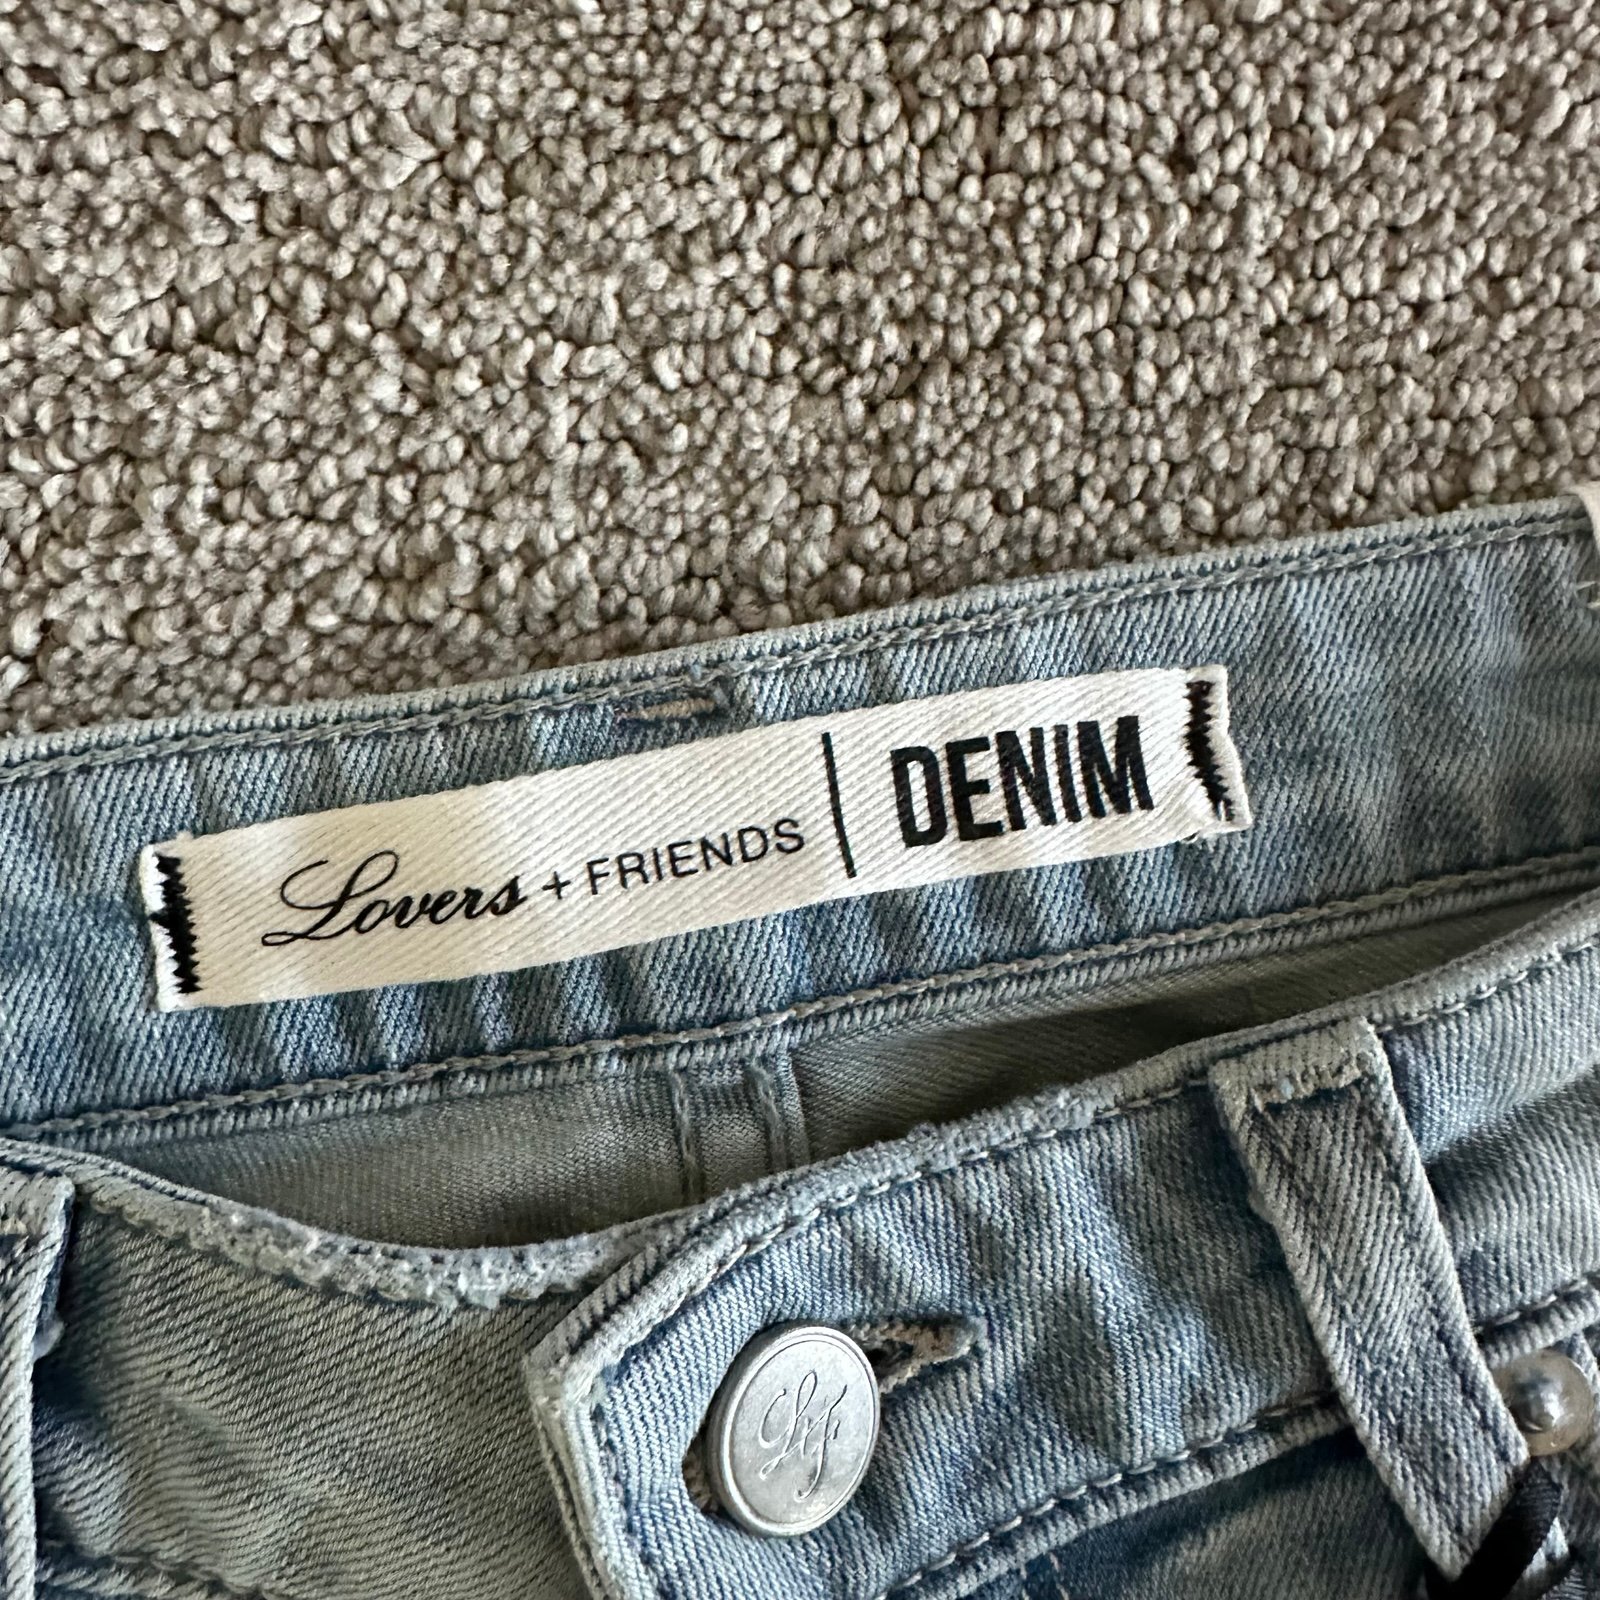 Lovers + FRIENDS | DENIM
L+F